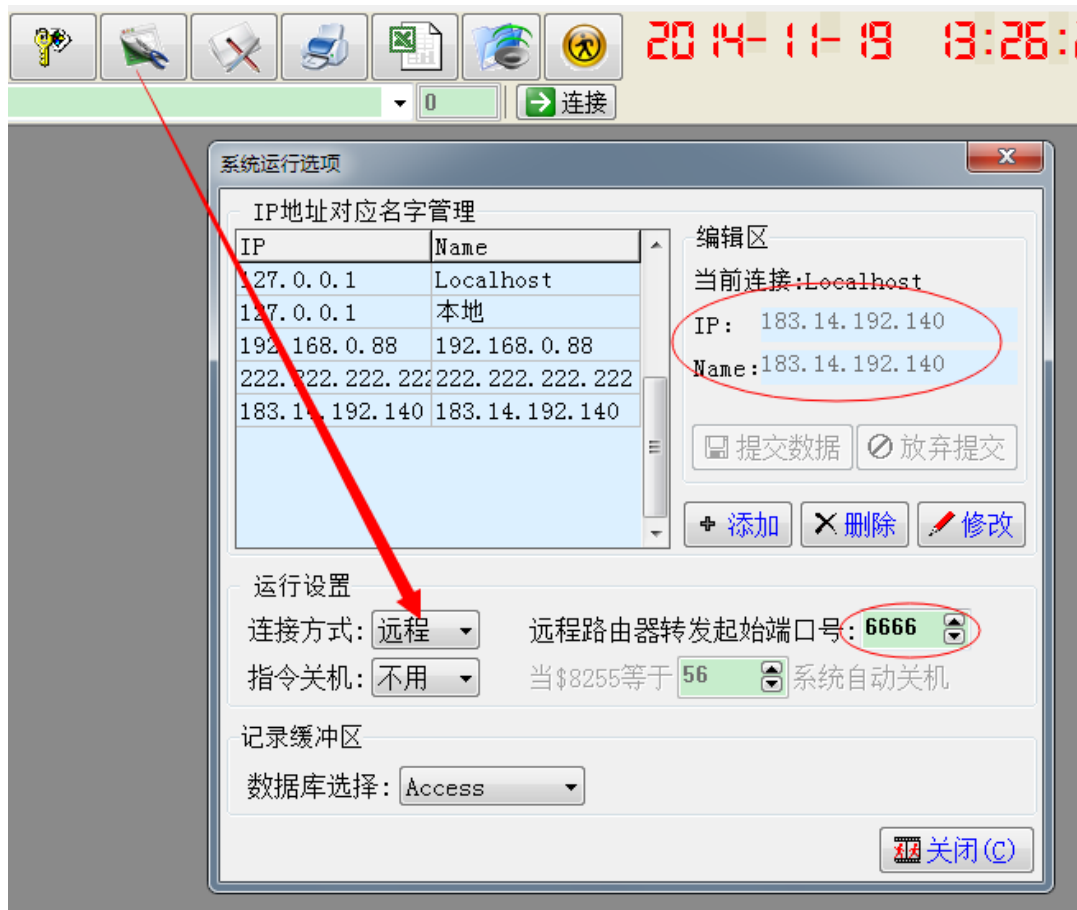 2014-11-19 13:26:
0 连接
系统运行选项
IP地址对应名字管理
IP Name
127.0.0.1 Localhost
127.0.0.1 本地
192.168.0.88 192.168.0.88
222.222.222.222 222.222.222.222
183.14.192.140 183.14.192.140
编辑区
当前连接:Localhost
IP: 183.14.192.140
Name: 183.14.192.140
提交数据 放弃提交
添加 删除 修改
运行设置
连接方式: 远程 远程路由器转发起始端口号: 6666
指令关机: 不用 当$8255等于 56 系统自动关机
记录缓冲区
数据库选择: Access
关闭(C)